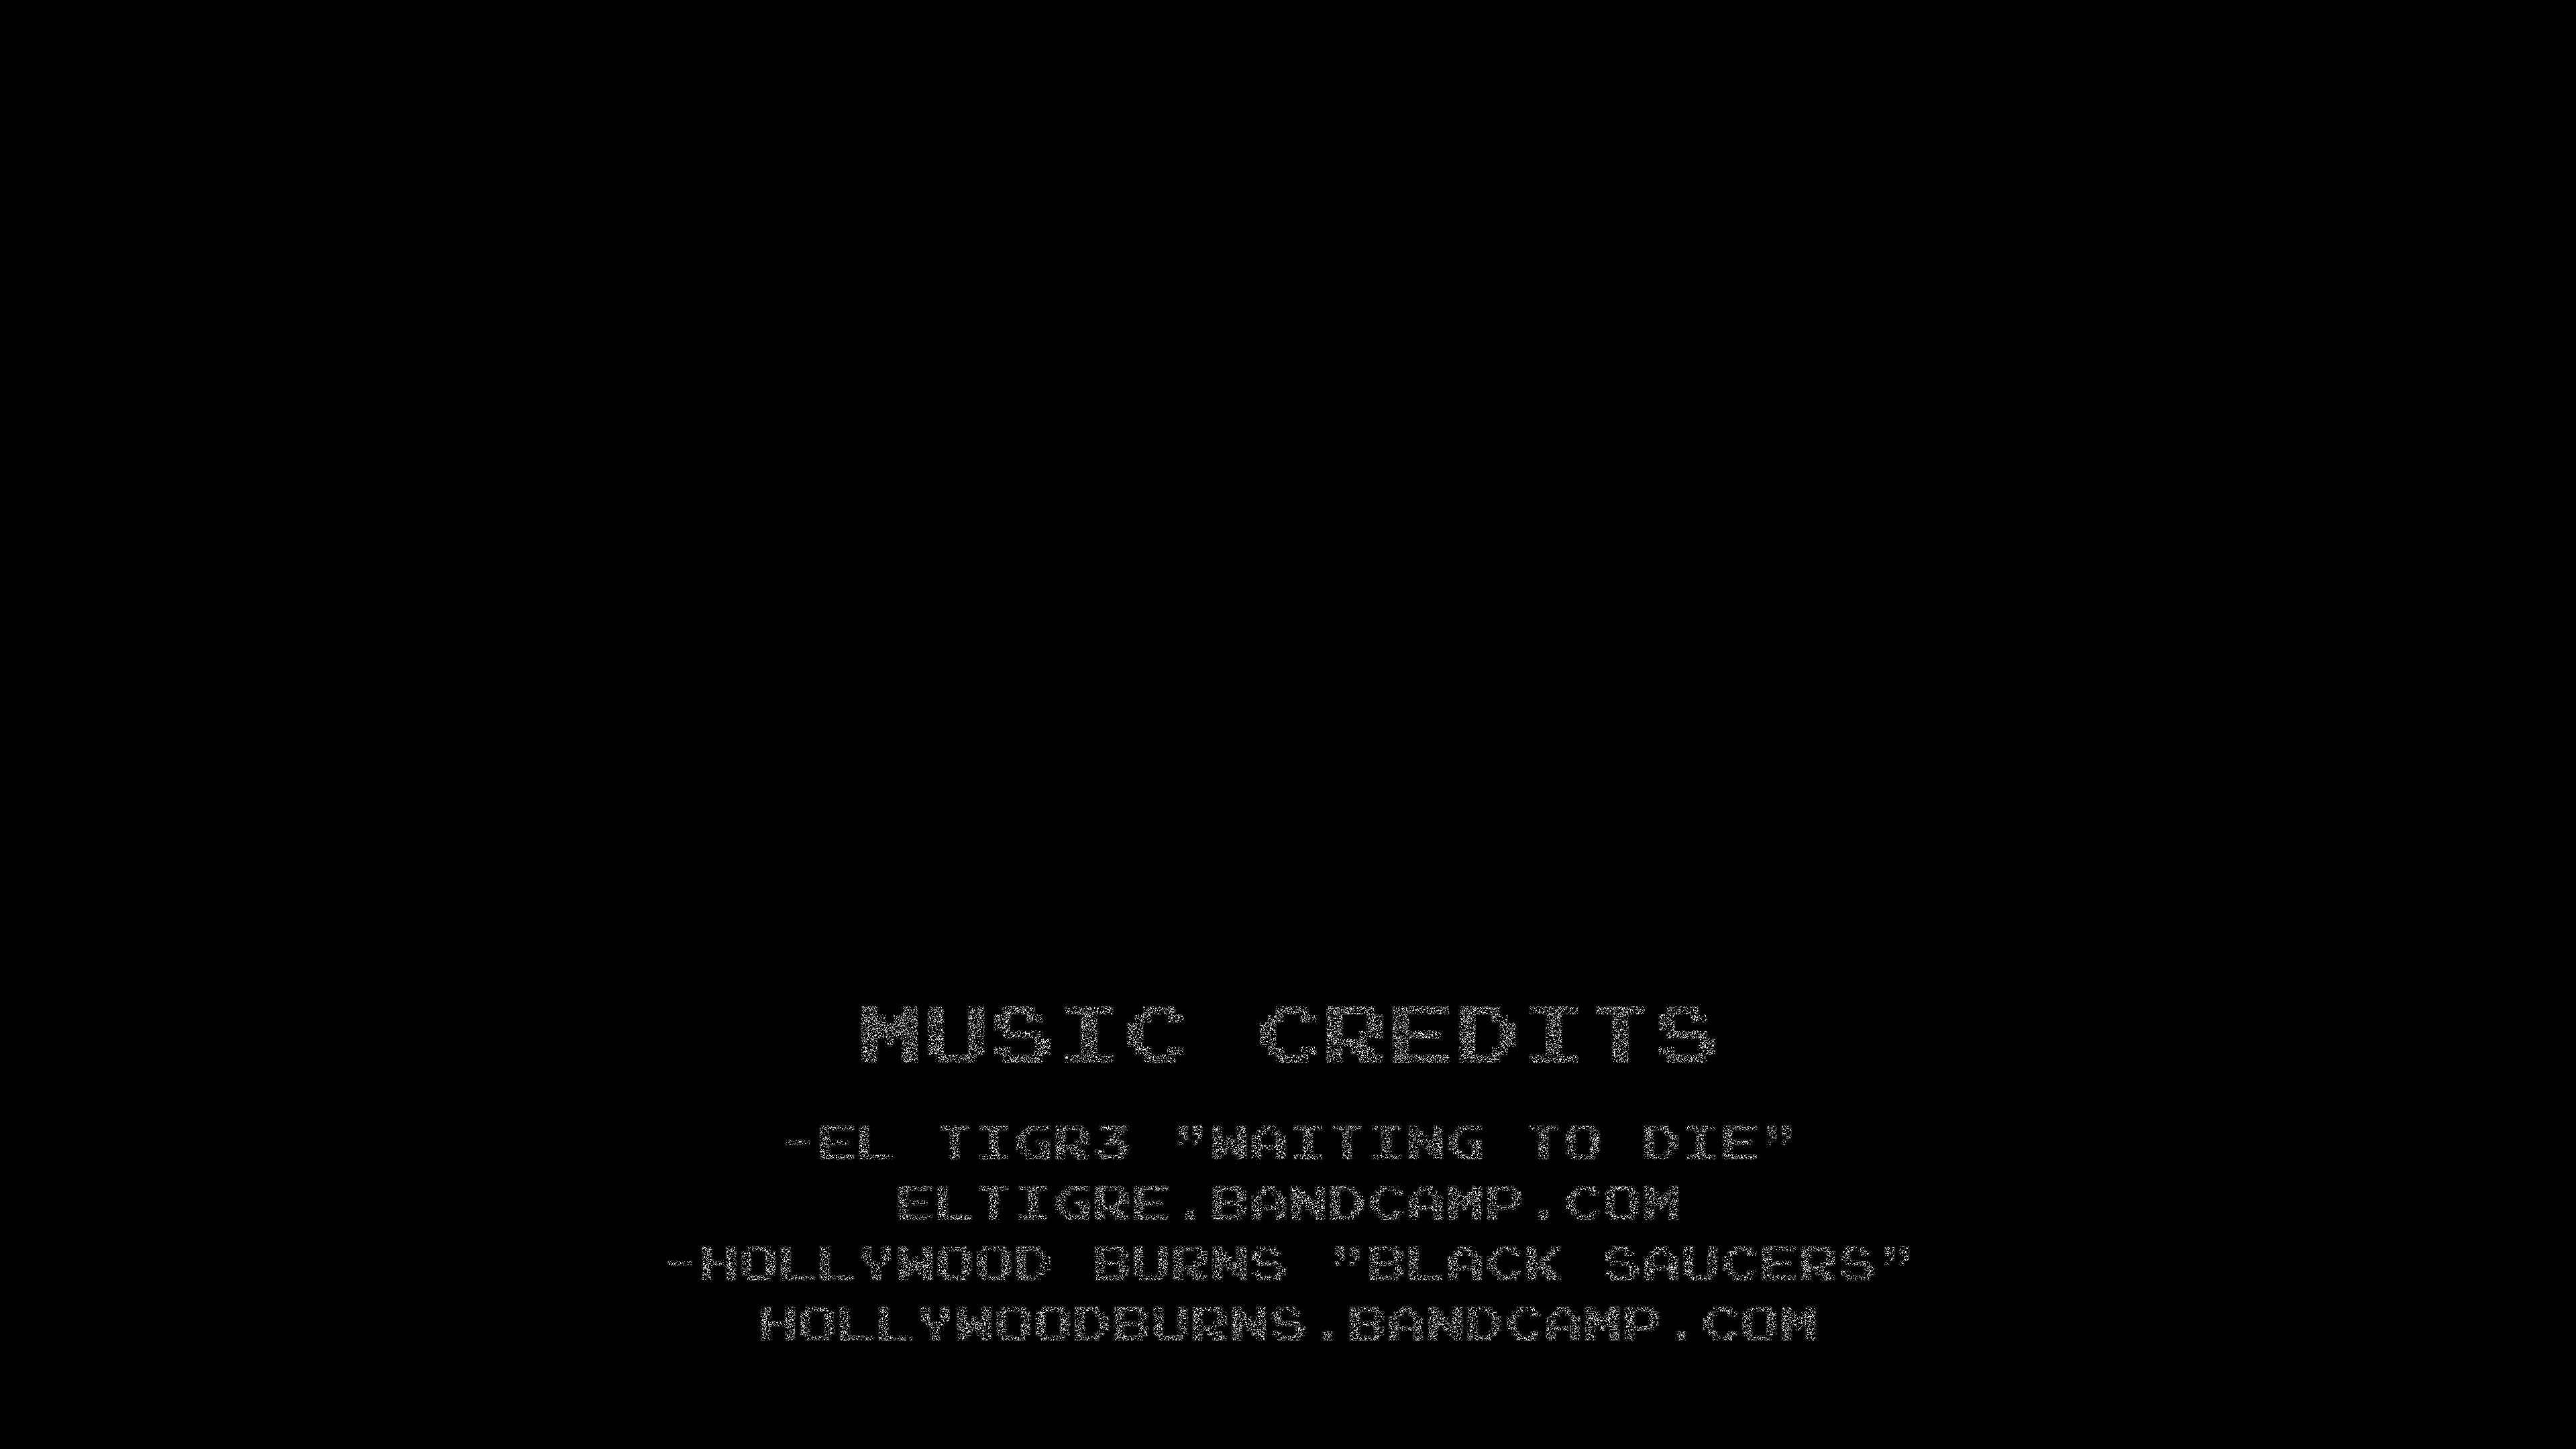 MUSIC CREDITS
-EL TIGR3 "WAITING TO DIE"
ELTIGRE.BANDCAMP.COM
-HOLLYWOOD BURNS "BLACK SAUCERS"
HOLLYWOODBURNS.BANDCAMP.COM